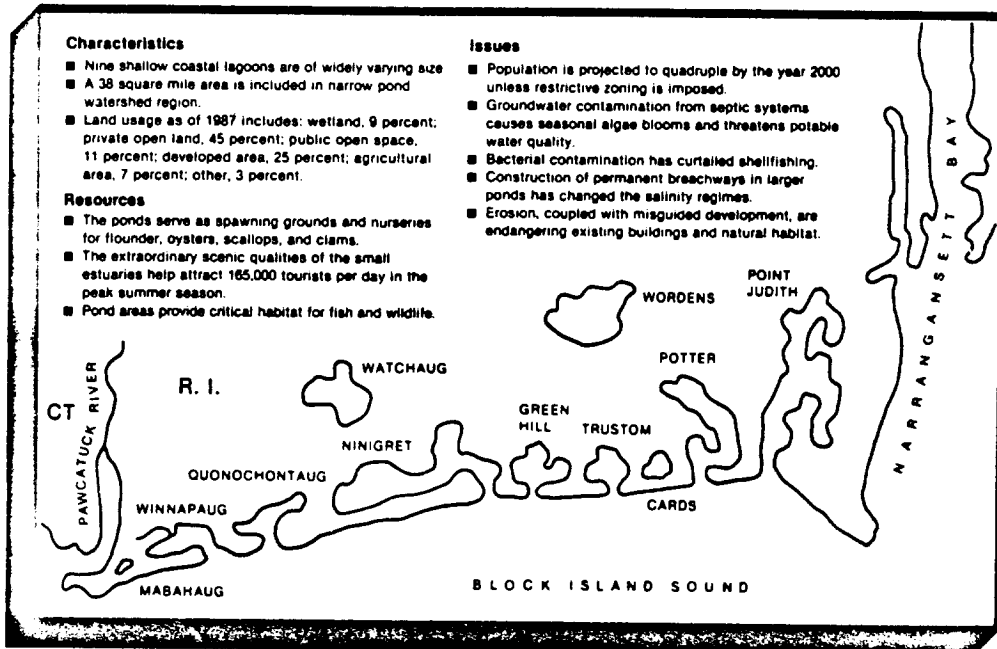 Characteristics
■ Nine shallow coastal lagoons are of widely varying size
■ A 38 square mile area is included in narrow pond
watershed region.
■ Land usage as of 1987 includes: wetland, 9 percent;
private open land, 45 percent; public open space,
11 percent; developed area, 25 percent; agricultural
area, 7 percent; other, 3 percent.
Resources
■ The ponds serve as spawning grounds and nurseries
for flounder, oysters, scallops, and clams.
■ The extraordinary scenic qualities of the small
estuaries help attract 165,000 tourists per day in the
peak summer season.
■ Pond areas provide critical habitat for fish and wildlife.
Issues
■ Population is projected to quadruple by the year 2000
unless restrictive zoning is imposed.
■ Groundwater contamination from septic systems
causes seasonal algae blooms and threatens potable
water quality.
■ Bacterial contamination has curtailed shellfishing.
■ Construction of permanent breachways in larger
ponds has changed the salinity regimes.
■ Erosion, coupled with misguided development, are
endangering existing buildings and natural habitat.
POINT
JUDITH
WORDENS
POTTER
WATCHAUG
R. I.
CT
PAWCATUCK RIVER
GREEN
HILL
TRUSTOM
NINIGRET
QUONOCHONTAUG
WINNAPAUG
CARDS
MABAHAUG
BLOCK ISLAND SOUND
NARRANGANSETT BAY